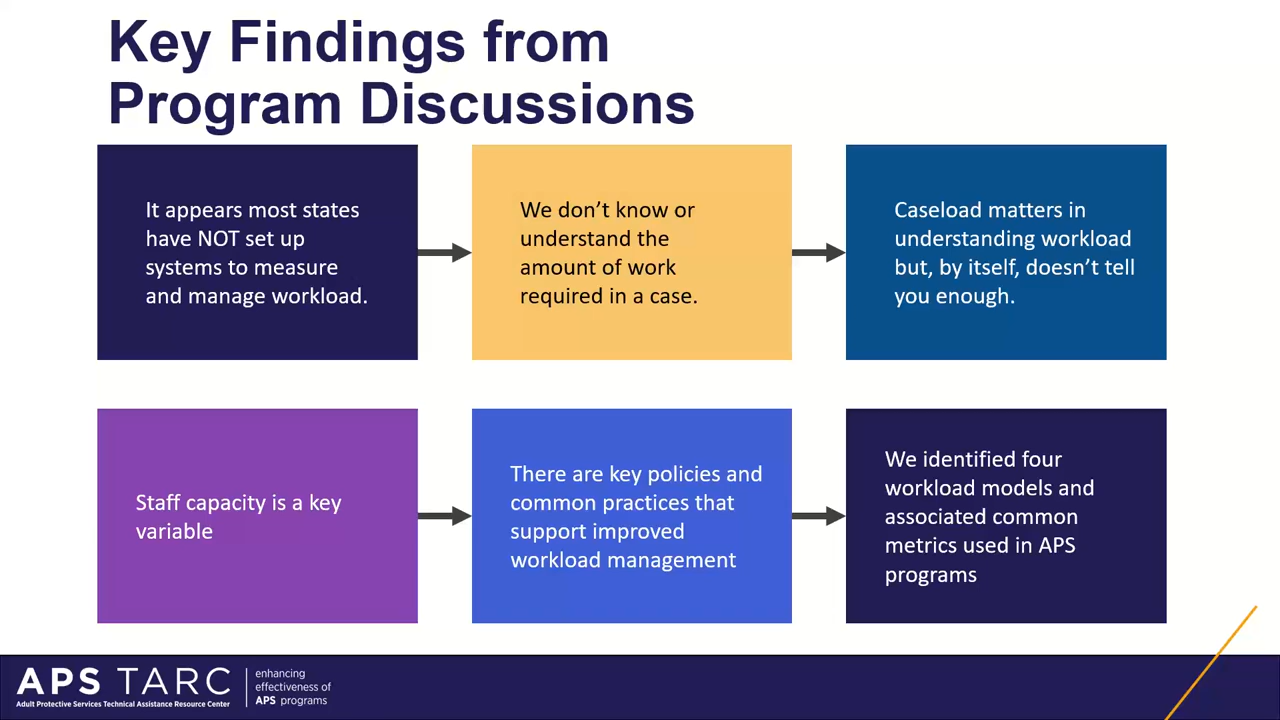 Key Findings from
Program Discussions
It appears most states
have NOT set up
systems to measure
and manage workload.
We don’t know or
understand the
amount of work
required in a case.
Caseload matters in
understanding workload
but, by itself, doesn’t tell
you enough.
Staff capacity is a key
variable
There are key policies and
common practices that
support improved
workload management
We identified four
workload models and
associated common
metrics used in APS
programs
APS TARC
Adult Protective Services Technical Assistance Resource Center
enhancing
effectiveness of
APS programs